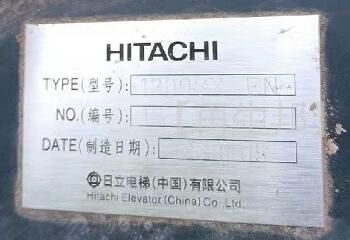 HITACHI
TYPE(型号):
NO.(编号):
DATE(制造日期):
日立电梯(中国)有限公司
Hitachi Elevator (China) Co., Ltd.